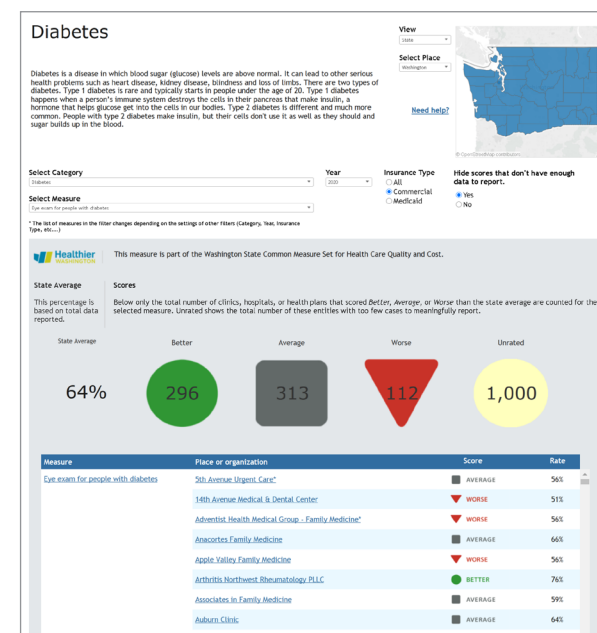 Diabetes
View
State
Select Place
Washington
Diabetes is a disease in which blood sugar (glucose) levels are above normal. It can lead to other serious
health problems such as heart disease, kidney disease, blindness and loss of limbs. There are two types of
diabetes. Type 1 diabetes is rare and typically starts in people under the age of 20. Type 1 diabetes
happens when a person's immune system destroys the cells in their pancreas that make insulin, a
hormone that helps glucose get into the cells in our bodies. Type 2 diabetes is different and much more
common. People with type 2 diabetes make insulin, but their cells don't use it as well as they should and
sugar builds up in the blood.
Need help?
© OpenStreetMap contributors
Select Category
Diabetes
Year
2020
Insurance Type
All
Commercial
Medicaid
Hide scores that don't have enough
data to report.
Yes
No
Select Measure
Eye exam for people with diabetes
* The list of measures in the filter changes depending on the settings of other filters (Category, Year, Insurance
Type, etc...)
Healthier
WASHINGTON
This measure is part of the Washington State Common Measure Set for Health Care Quality and Cost.
State Average
This percentage is
based on total data
reported.
Scores
Below only the total number of clinics, hospitals, or health plans that scored Better, Average, or Worse than the state average are counted for the
selected measure. Unrated shows the total number of these entities with too few cases to meaningfully report.
State Average Better Average Worse Unrated
64% 296 313 112 1,000
Measure Place or organization Score Rate
Eye exam for people with diabetes 5th Avenue Urgent Care* AVERAGE 56%
14th Avenue Medical & Dental Center WORSE 51%
Adventist Health Medical Group - Family Medicine* WORSE 56%
Anacortes Family Medicine AVERAGE 66%
Apple Valley Family Medicine WORSE 56%
Arthritis Northwest Rheumatology PLLC BETTER 76%
Associates in Family Medicine AVERAGE 59%
Auburn Clinic AVERAGE 64%